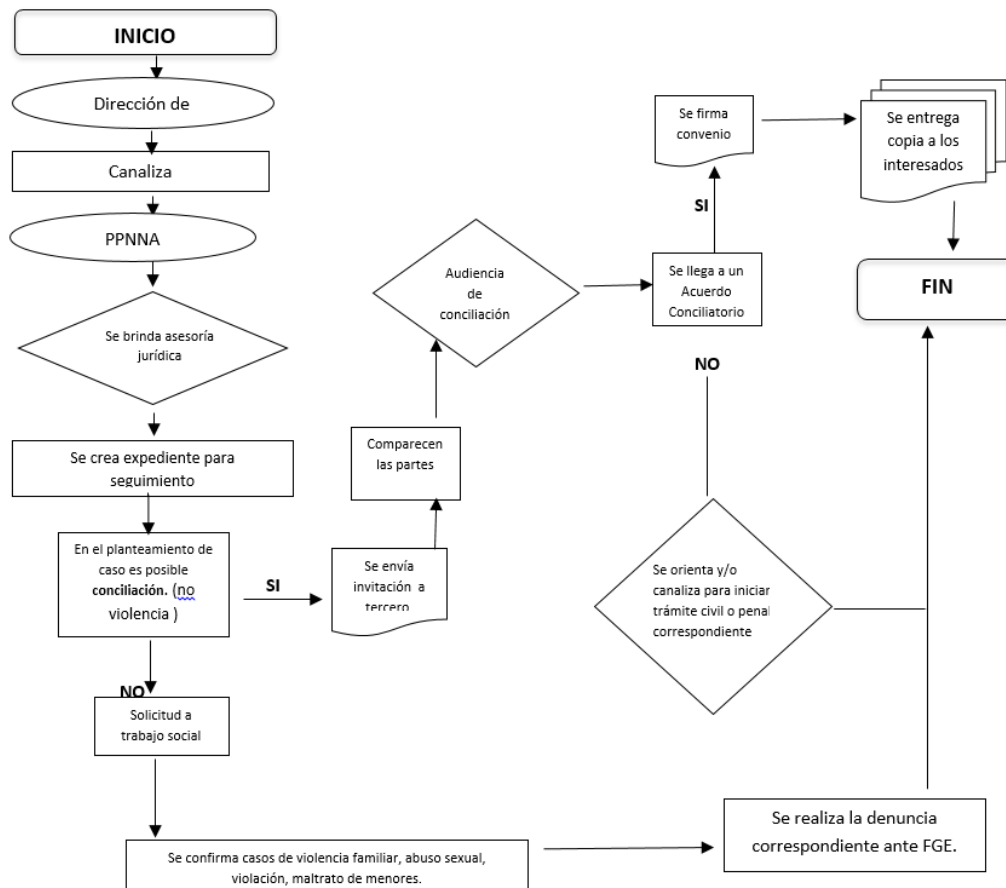 INICIO
Dirección de
Canaliza
PPNNA
Se brinda asesoría
jurídica
Se crea expediente para
seguimiento
En el planteamiento de
caso es posible
conciliación. (no
violencia )
SI
Se envía
invitación a
tercero
Comparecen
las partes
Audiencia
de
conciliación
Se llega a un
Acuerdo
Conciliatorio
SI
Se firma
convenio
Se entrega
copia a los
interesados
FIN
NO
Se orienta y/o
canaliza para iniciar
trámite civil o penal
correspondiente
NO
Solicitud a
trabajo social
Se confirma casos de violencia familiar, abuso sexual,
violación, maltrato de menores.
Se realiza la denuncia
correspondiente ante FGE.